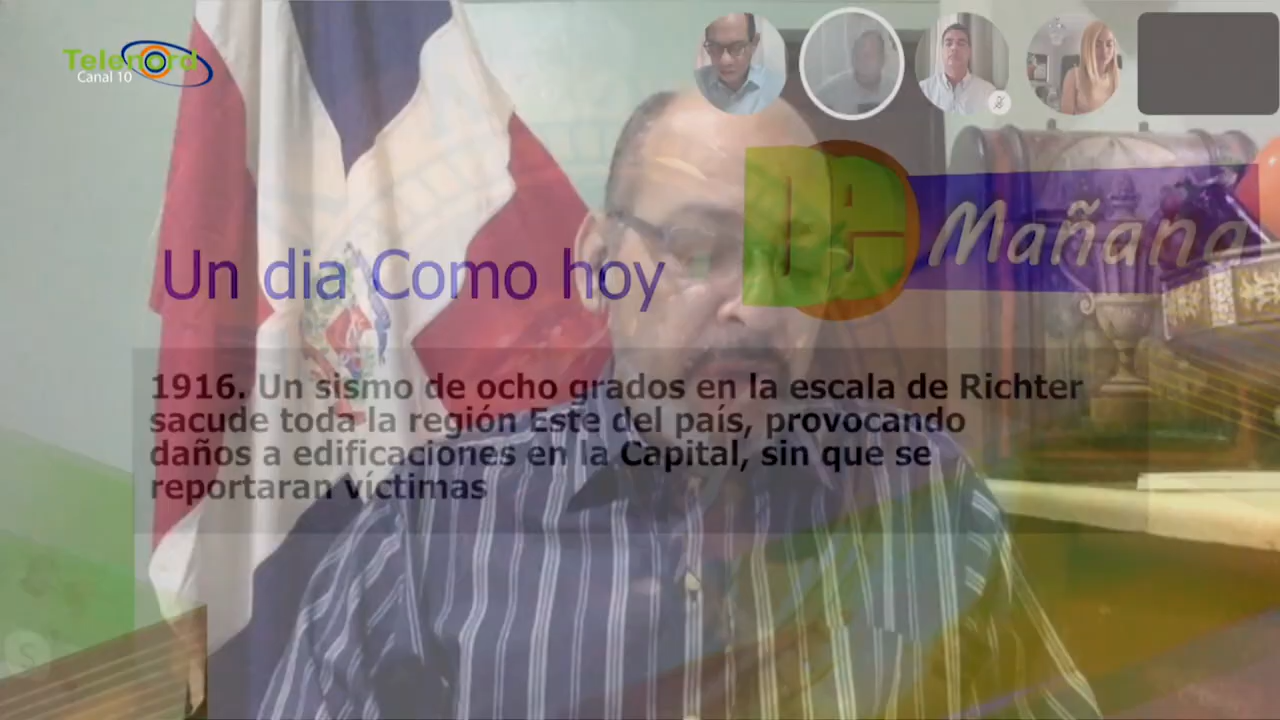 Telenord
Canal 10
De
Mañana
Un dia Como hoy
1916. Un sismo de ocho grados en la escala de Richter
sacude toda la región Este del país, provocando
daños a edificaciones en la Capital, sin que se
reportaran víctimas
S